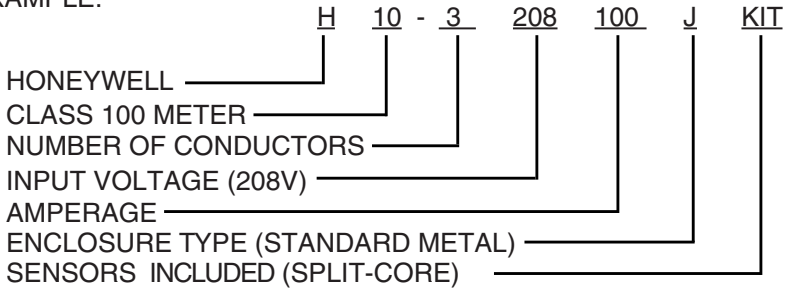 XAMPLE:
H 10 - 3 208 100 J KIT
HONEYWELL
CLASS 100 METER
NUMBER OF CONDUCTORS
INPUT VOLTAGE (208V)
AMPERAGE
ENCLOSURE TYPE (STANDARD METAL)
SENSORS INCLUDED (SPLIT-CORE)